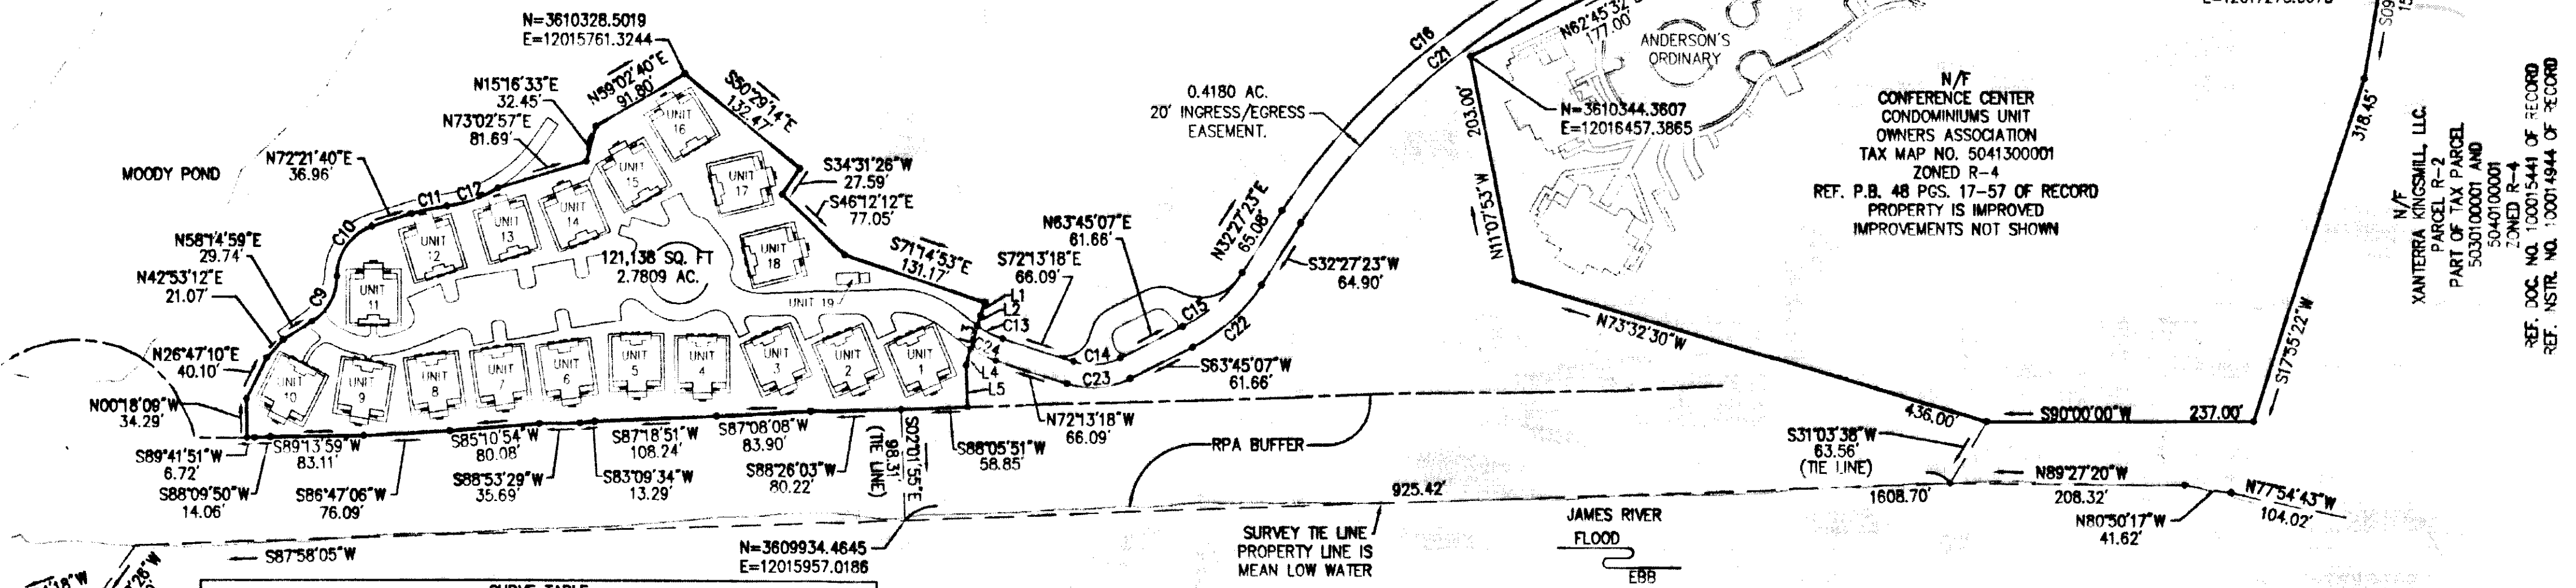 N=3610328.5019
E=12015761.3244
N15°16'33"E
32.45'
N59°02'40"E
91.80'
S50°29'14"E
132.47'
N73°02'57"E
81.69'
N72°21'40"E
36.96'
MOODY POND
C11
C12
C10
C9
N58°14'59"E
29.74'
N42°53'12"E
21.07'
N26°47'10"E
40.10'
N00°18'09"W
34.29'
S89°41'51"W
6.72'
S88°09'50"W
14.06'
S89°13'59"W
83.11'
S86°47'06"W
76.09'
S85°10'54"W
80.08'
S88°53'29"W
35.69'
S83°09'34"W
13.29'
S87°18'51"W
108.24'
S87°08'08"W
83.90'
S88°26'03"W
80.22'
S02°01'55"E
98.31'
(TIE LINE)
S88°05'51"W
58.85'
UNIT
16
UNIT
15
UNIT
14
UNIT
13
UNIT
12
UNIT
11
UNIT
17
UNIT
18
UNIT 19
UNIT
10
UNIT
9
UNIT
8
UNIT
7
UNIT
6
UNIT
5
UNIT
4
UNIT
3
UNIT
2
UNIT
1
121,138 SQ. FT
2.7809 AC.
S34°31'26"W
27.59'
S46°12'12"E
77.05'
S71°14'53"E
131.17'
S72°13'18"E
66.09'
L1
L2
C13
C24
L4
L5
N63°45'07"E
61.66'
C14
C15
C23
C22
N72°13'18"W
66.09'
S63°45'07"W
61.66'
N32°27'23"E
65.08'
S32°27'23"W
64.90'
C16
C21
0.4180 AC.
20' INGRESS/EGRESS
EASEMENT.
N62°45'32"
177.00'
ANDERSON'S
ORDINARY
N=3610344.3607
E=12016457.3865
203.00'
N11°07'53"W
N/F
CONFERENCE CENTER
CONDOMINIUMS UNIT
OWNERS ASSOCIATION
TAX MAP NO. 5041300001
ZONED R-4
REF. P.B. 48 PGS. 17-57 OF RECORD
PROPERTY IS IMPROVED
IMPROVEMENTS NOT SHOWN
N73°32'30"W
436.00'
S90°00'00"W
237.00'
318.45'
S17°55'22"W
S31°03'38"W
63.56'
(TIE LINE)
N89°27'20"W
208.32'
1608.70'
N77°54'43"W
104.02'
N80°50'17"W
41.62'
RPA BUFFER
925.42'
SURVEY TIE LINE
PROPERTY LINE IS
MEAN LOW WATER
JAMES RIVER
FLOOD
EBB
S87°58'05"W
N=3609934.4645
E=12015957.0186
N/F
XANTERRA KINGSMILL, LLC.
PARCEL R-2
PART OF TAX PARCEL
5030100001 AND
5040100001
ZONED R-4
REF. DOC. NO. 100015441 OF RECORD
REF. INSTR. NO. 100014944 OF RECORD